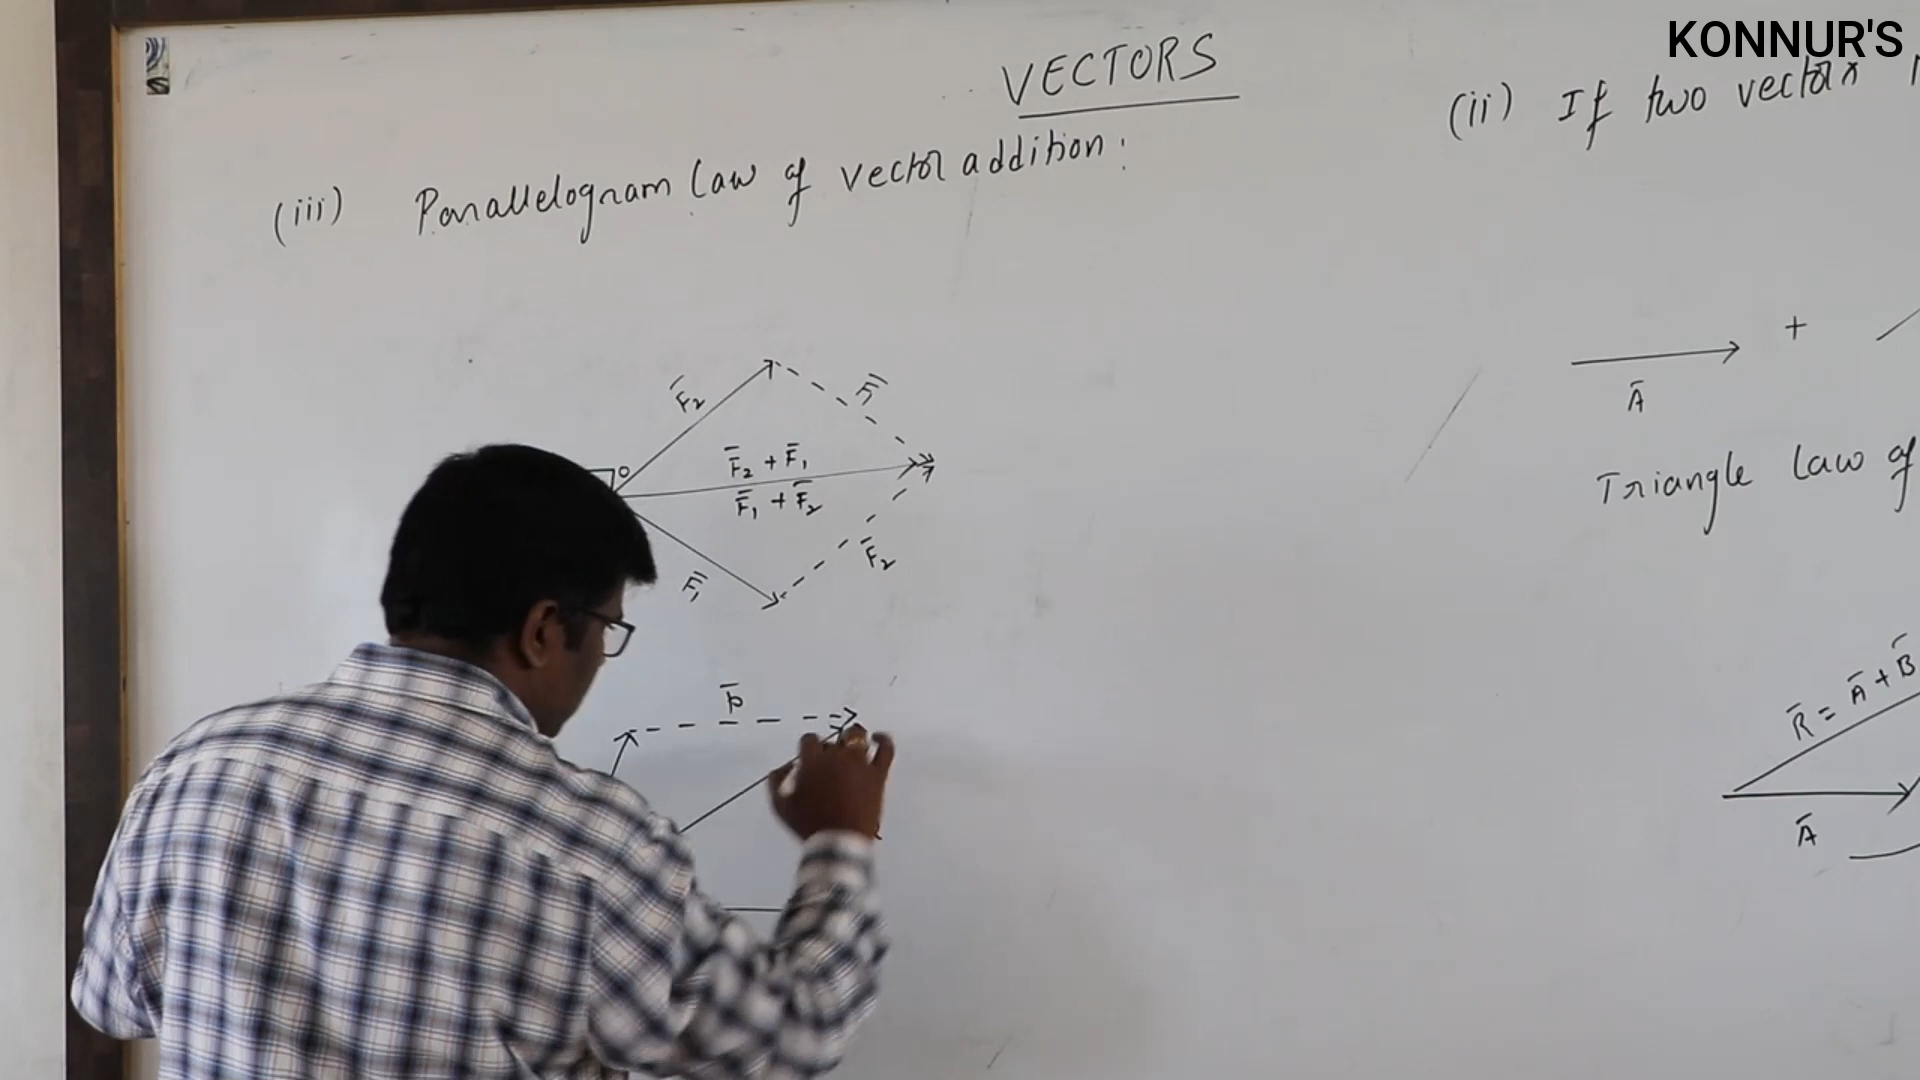 KONNUR'S
VECTORS
(iii) Parallelogram law of vector addition:
F̄₂
F̄₁
O
F̄₂ + F̄₁
F̄₁ + F̄₂
F̄₁
F̄₂
p̄
(ii) If two vectors
Ā
+
Triangle law of
R̄ = Ā + B̄
Ā